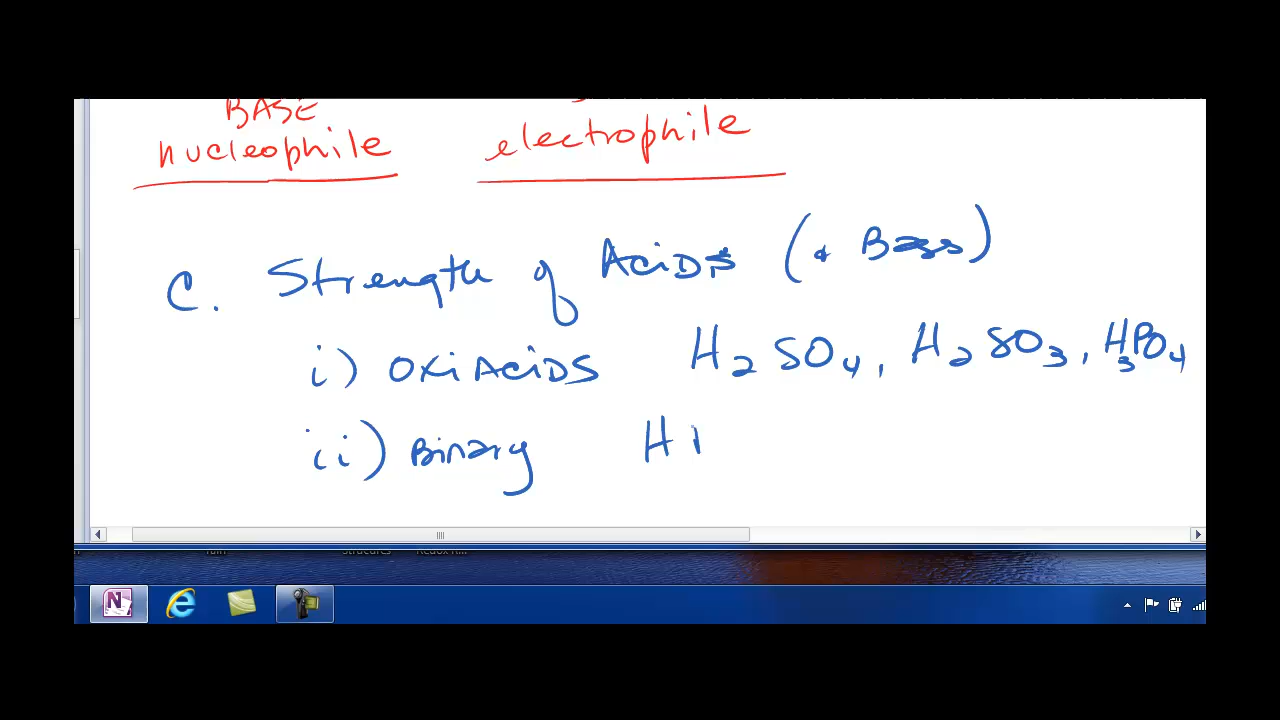 BASE
nucleophile electrophile
C. Strength of Acids (+ Bases)
i) OxiAcids H2SO4, H2SO3, H3PO4
ii) Binary H